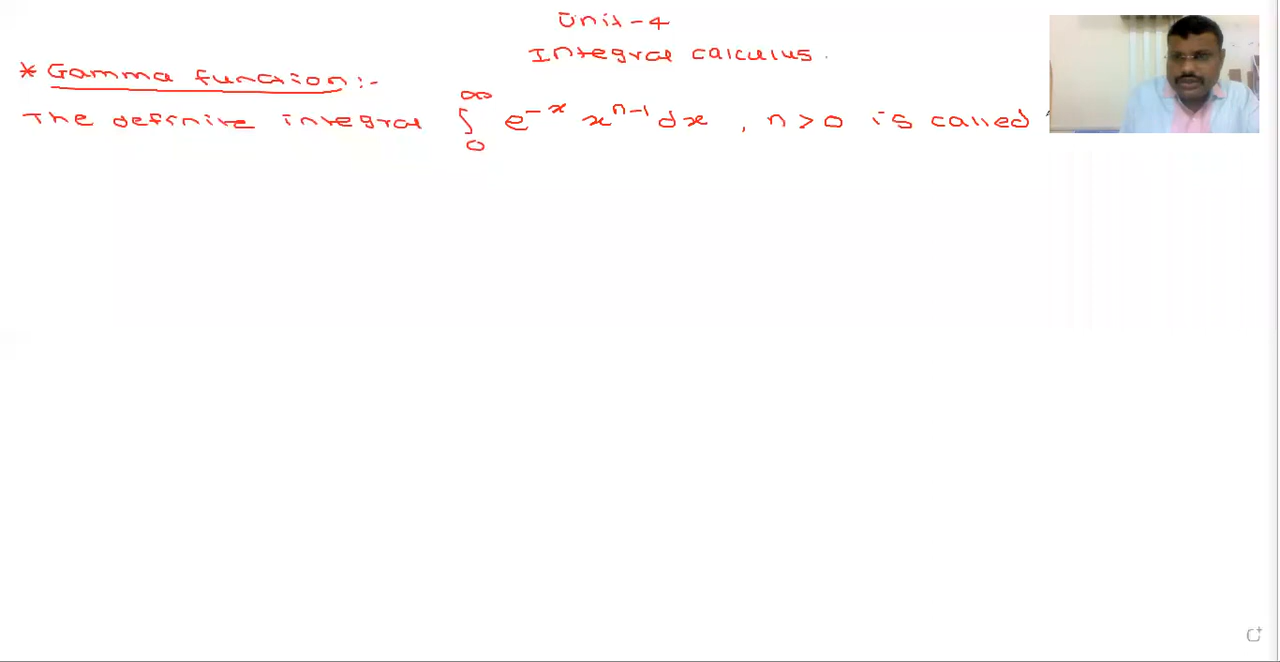 Unit-4
Integral calculus.
* Gamma function:-
The definite integral ∫₀^∞ e^{-x} x^{n-1} dx , n > 0 is called